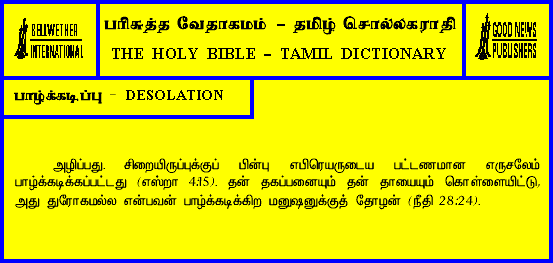 BELLWETHER
INTERNATIONAL
பரிசுத்த வேதாகமம் - தமிழ் சொல்லகராதி
THE HOLY BIBLE - TAMIL DICTIONARY
GOOD NEWS
PUBLISHERS
பாழ்க்கடிப்பு - DESOLATION
அழிப்பது. சிறையிருப்புக்குப் பின்பு எபிரெயருடைய பட்டணமான எருசலேம்
பாழ்க்கடிக்கப்பட்டது (எஸ்றா 4:15). தன் தகப்பனையும் தன் தாயையும் கொள்ளையிட்டு,
அது துரோகமல்ல என்பவன் பாழ்க்கடிக்கிற மனுஷனுக்குத் தோழன் (நீதி 28:24).